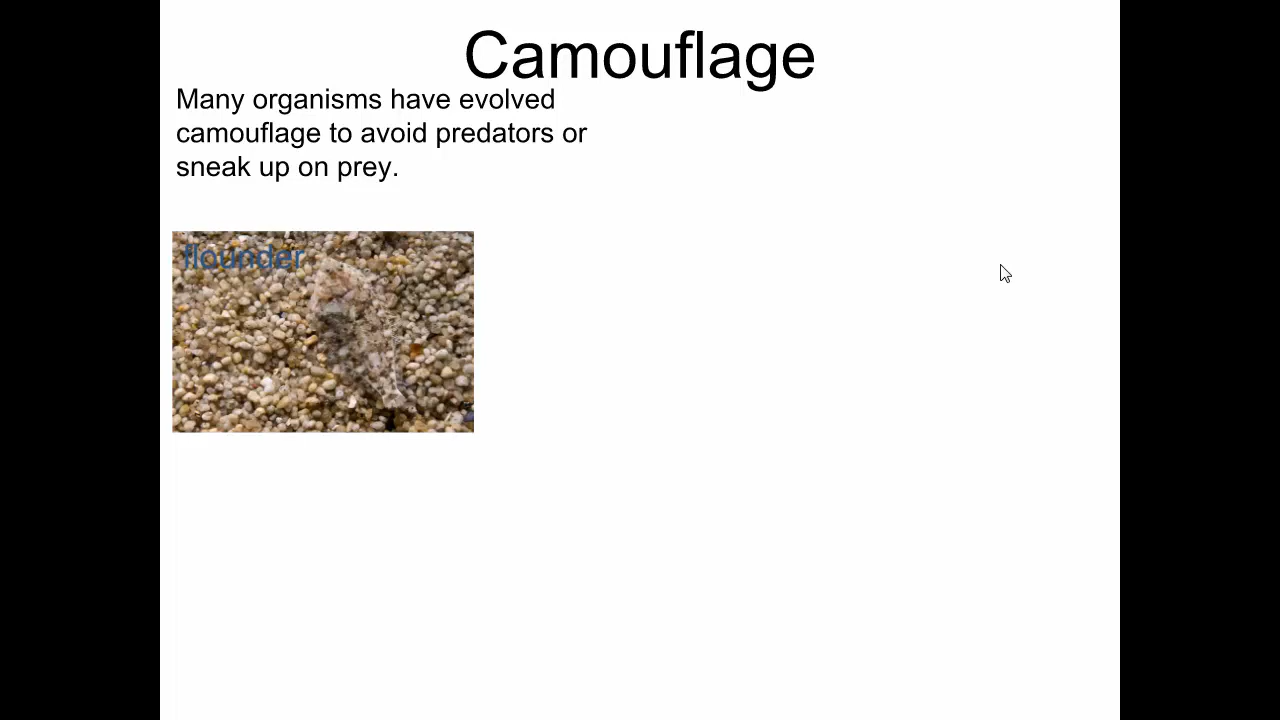 Camouflage
Many organisms have evolved
camouflage to avoid predators or
sneak up on prey.
flounder